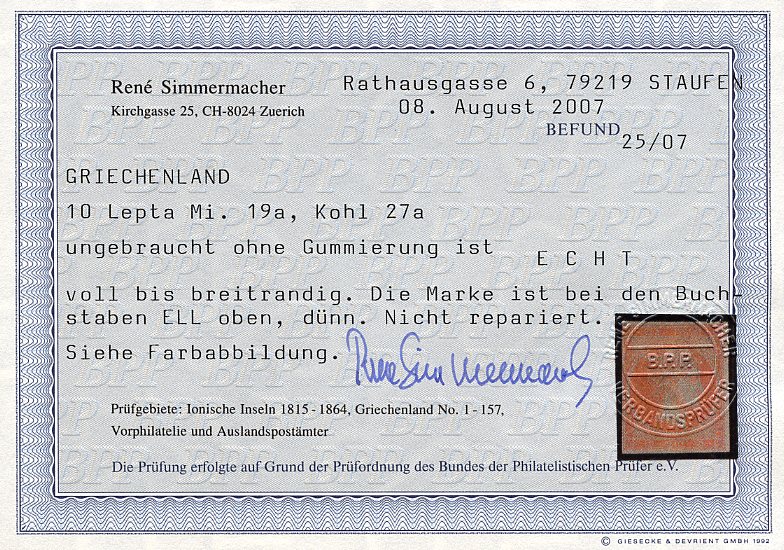 René Simmermacher
Kirchgasse 25, CH-8024 Zuerich
Rathausgasse 6, 79219 STAUFEN
08. August 2007
BEFUND 25/07
GRIECHENLAND
10 Lepta Mi. 19a, Kohl 27a
ungebraucht ohne Gummierung ist E C H T
voll bis breitrandig. Die Marke ist bei den Buch-
staben ELL oben, dünn. Nicht repariert.
Siehe Farbabbildung.
René Simmermacher
B.P.P.
VERBANDSPRÜFER
Prüfgebiete: Ionische Inseln 1815 - 1864, Griechenland No. 1 - 157,
Vorphilatelie und Auslandspostämter
Die Prüfung erfolgte auf Grund der Prüfordnung des Bundes der Philatelistischen Prüfer e.V.
© GIESECKE & DEVRIENT GMBH 1992